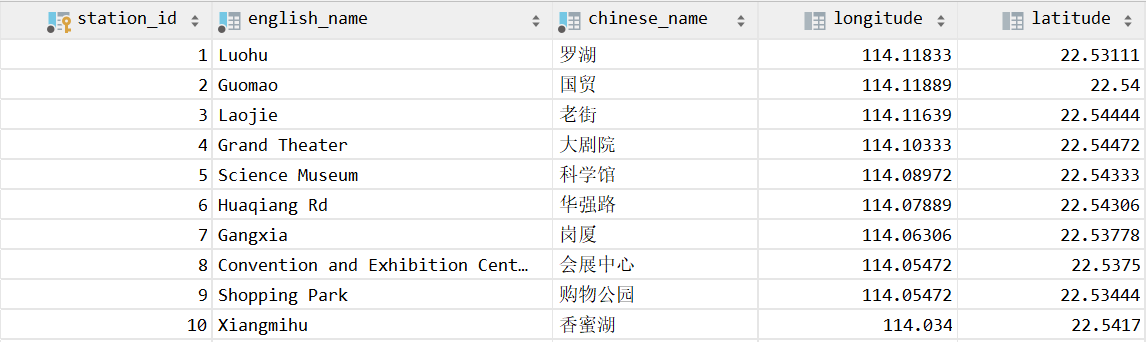 station_id english_name chinese_name longitude latitude
1 Luohu 罗湖 114.11833 22.53111
2 Guomao 国贸 114.11889 22.54
3 Laojie 老街 114.11639 22.54444
4 Grand Theater 大剧院 114.10333 22.54472
5 Science Museum 科学馆 114.08972 22.54333
6 Huaqiang Rd 华强路 114.07889 22.54306
7 Gangxia 岗厦 114.06306 22.53778
8 Convention and Exhibition Cent… 会展中心 114.05472 22.5375
9 Shopping Park 购物公园 114.05472 22.53444
10 Xiangmihu 香蜜湖 114.034 22.5417